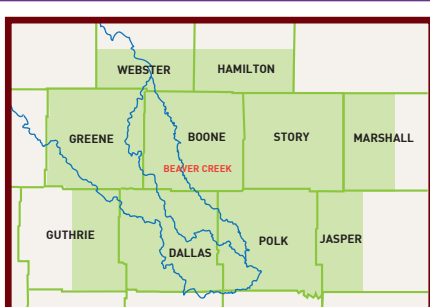 WEBSTER HAMILTON
GREENE BOONE STORY MARSHALL
BEAVER CREEK
GUTHRIE DALLAS POLK JASPER